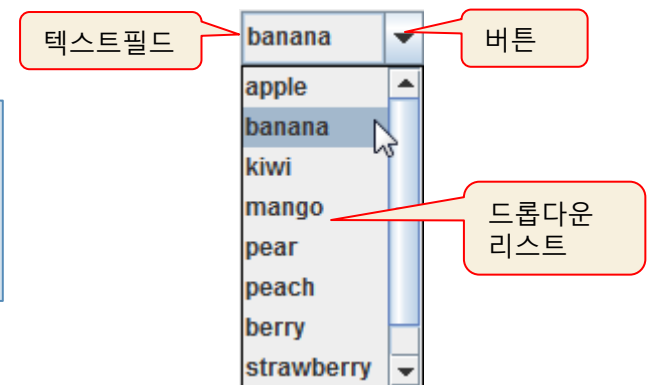 텍스트필드
banana
버튼
apple
banana
kiwi
mango
드롭다운
리스트
pear
peach
berry
strawberry